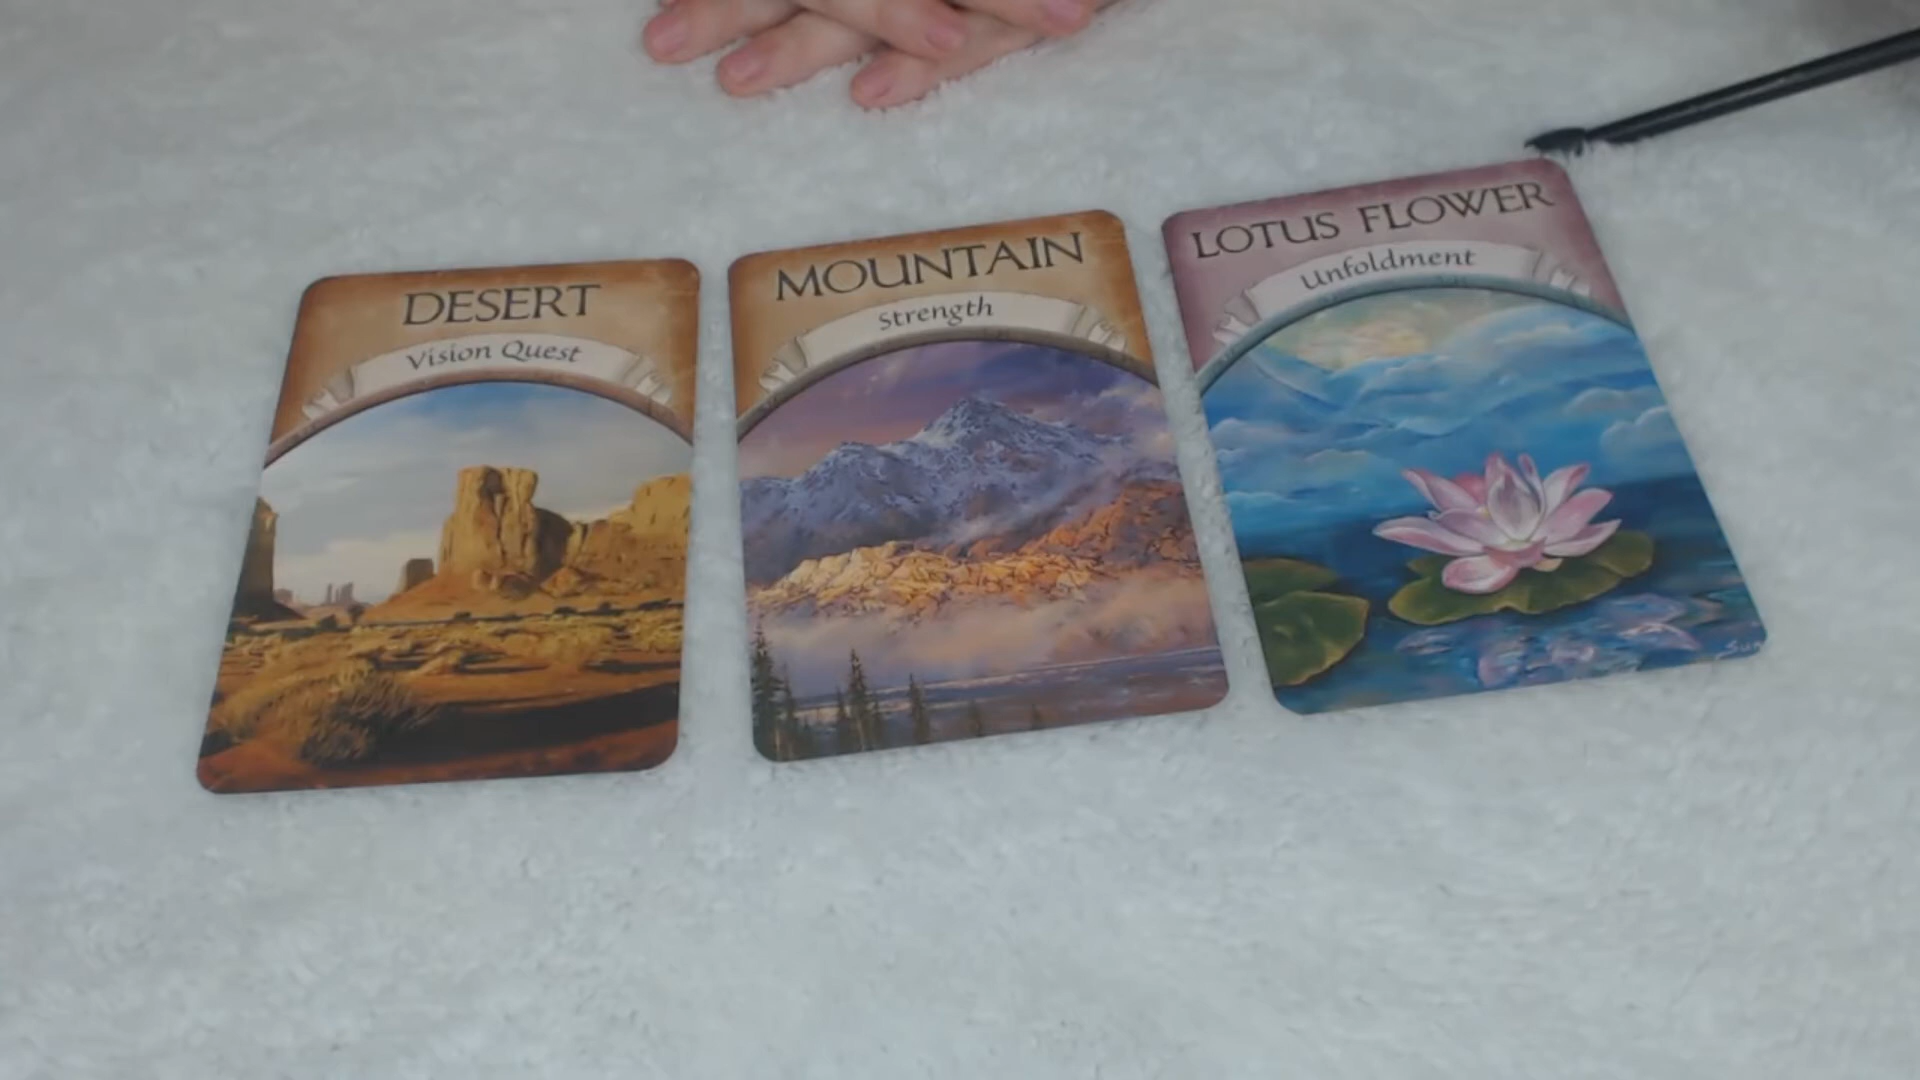 DESERT
Vision Quest
MOUNTAIN
Strength
LOTUS FLOWER
Unfoldment